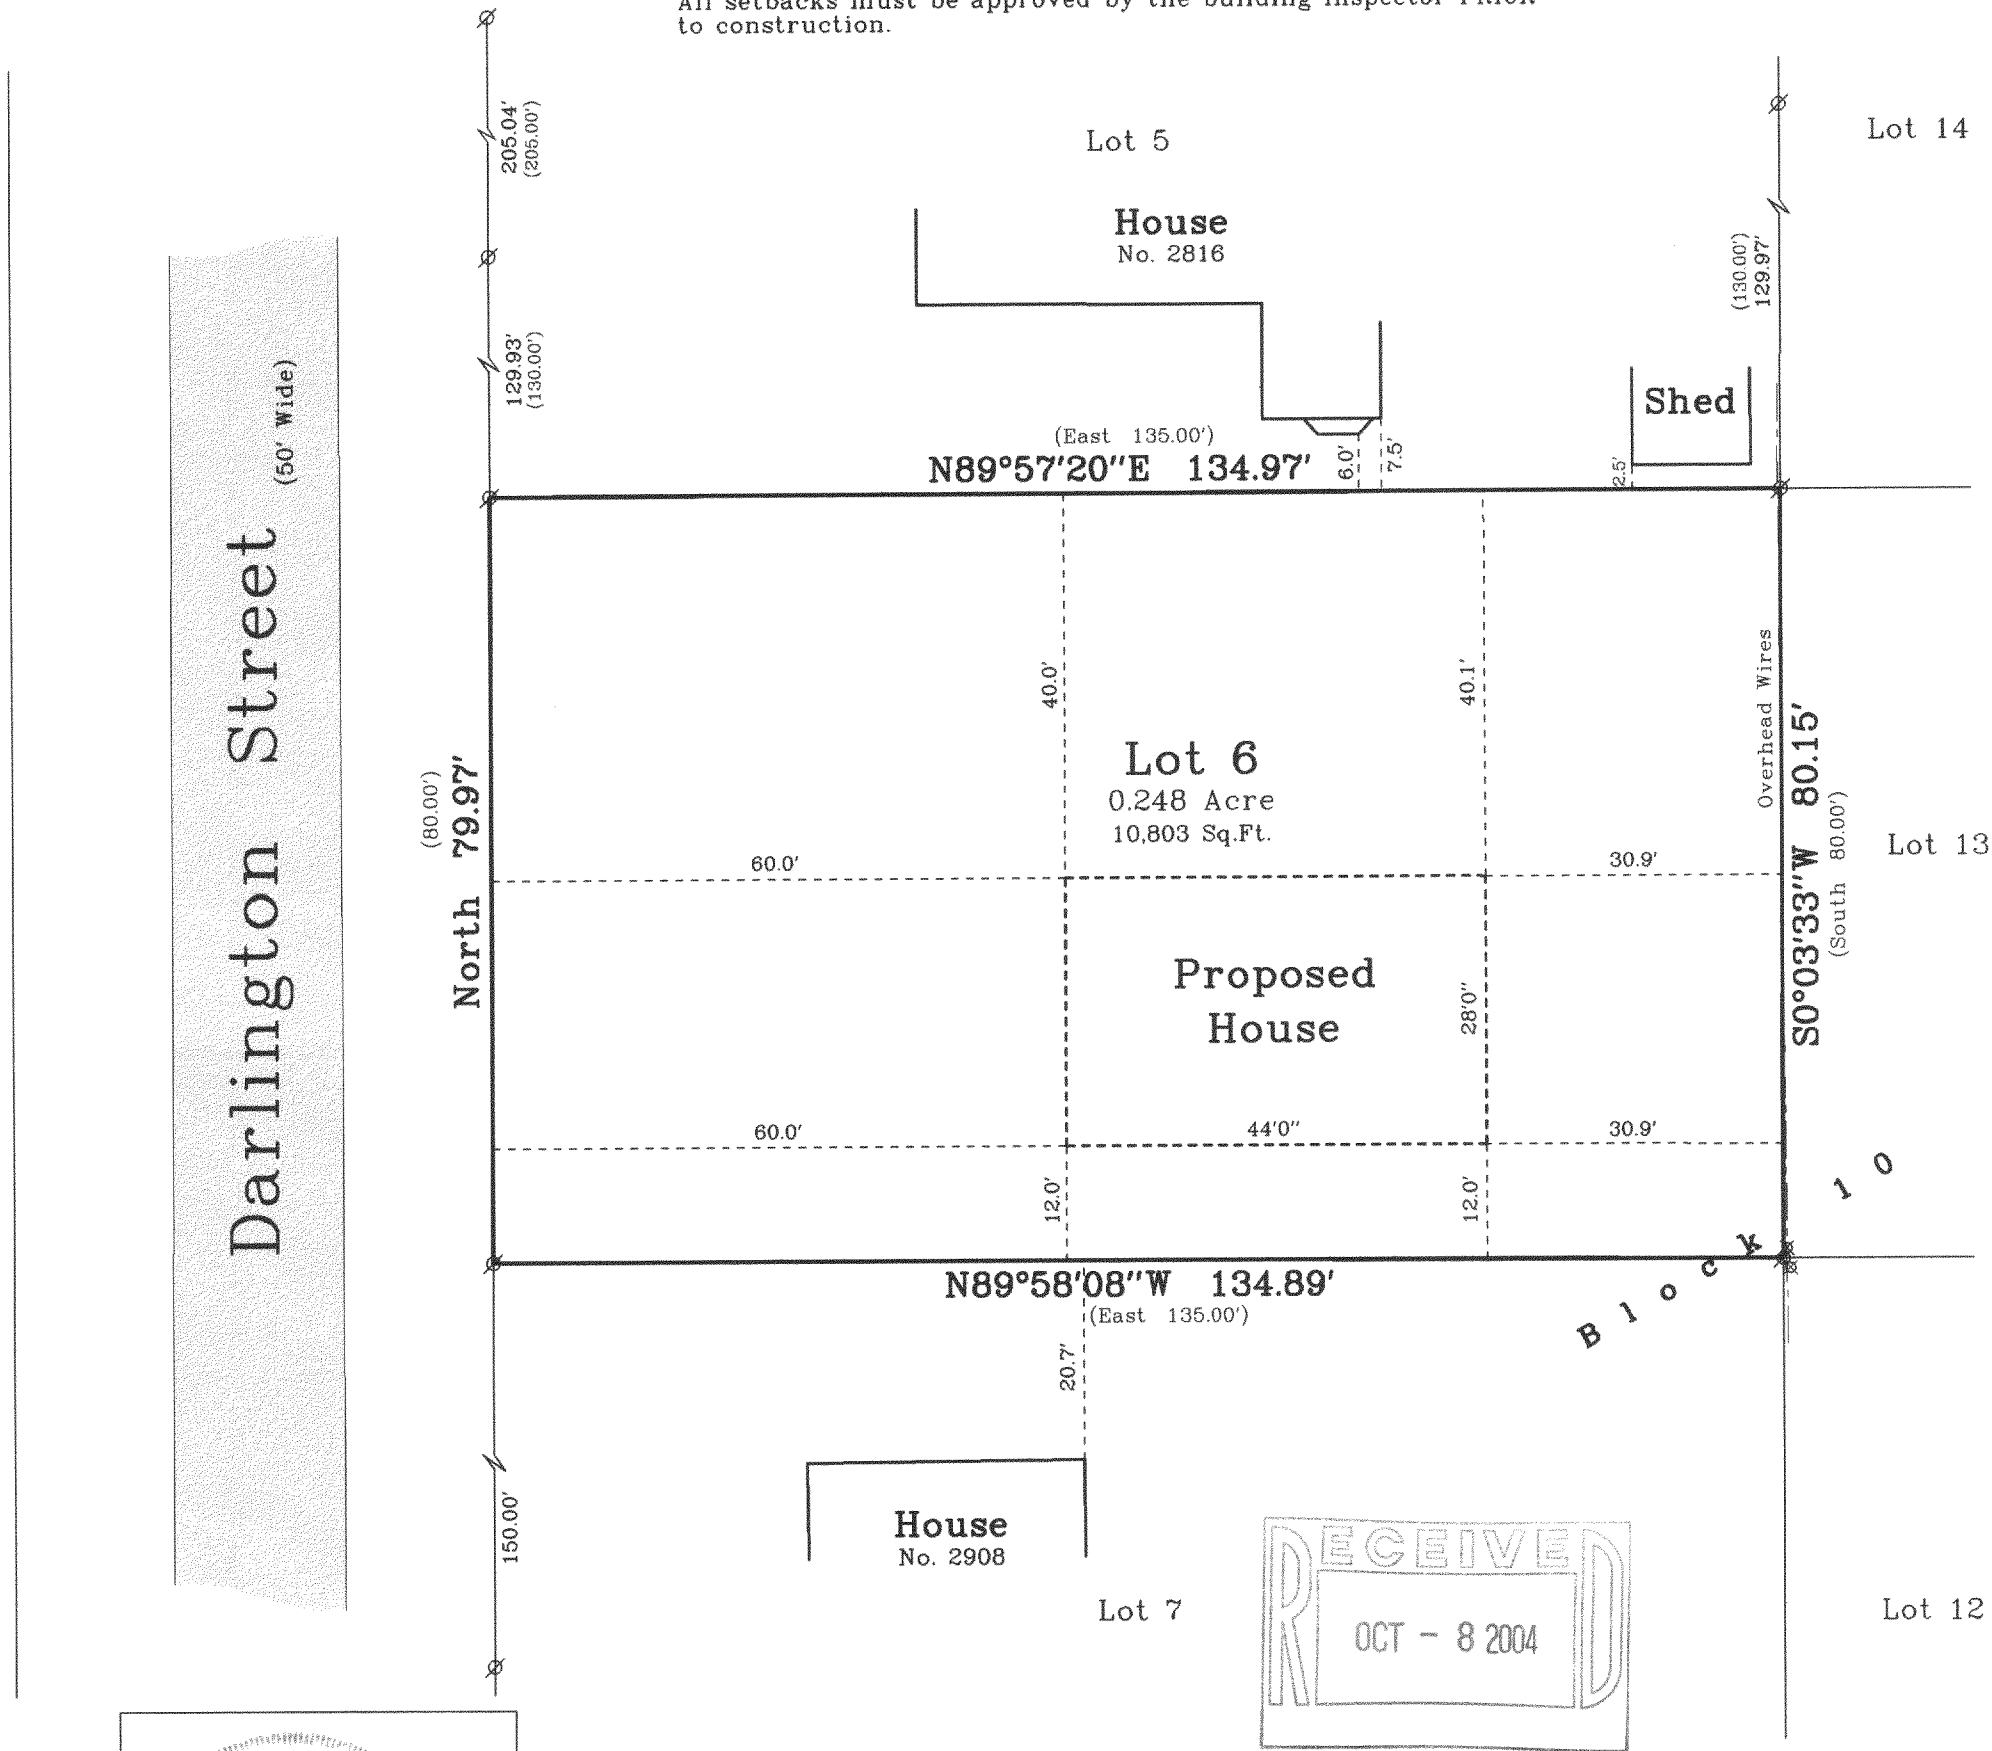 All setbacks must be approved by the building inspector PRIOR
to construction.
205.04'
(205.00')
Lot 5
Lot 14
House
No. 2816
(130.00')
129.97'
129.93'
(130.00')
Shed
(East 135.00')
N89°57'20"E 134.97'
6.0'
7.5'
2.5'
Darlington Street (50' Wide)
40.0'
40.1'
Overhead Wires
Lot 6
0.248 Acre
10,803 Sq.Ft.
(80.00')
North 79.97'
S0°03'33"W 80.15'
(South 80.00')
Lot 13
60.0'
30.9'
Proposed
House
28'0"
60.0'
44'0"
30.9'
12.0'
12.0'
Block 10
N89°58'08"W 134.89'
(East 135.00')
20.7'
150.00'
House
No. 2908
Lot 7
RECEIVED
OCT - 8 2004
Lot 12